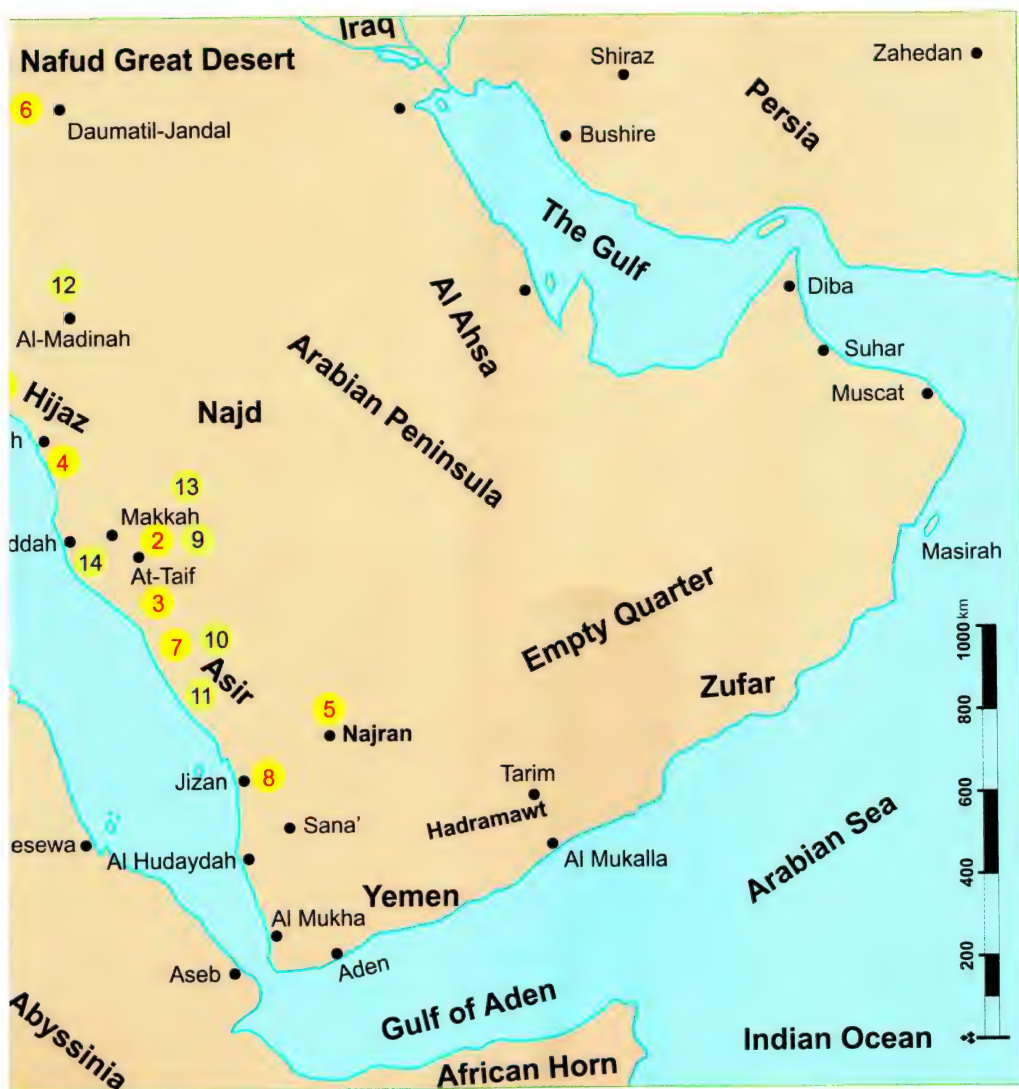 Iraq
Nafud Great Desert
Shiraz
Zahedan
Persia
6
Daumatil-Jandal
Bushire
The Gulf
12
Al-Madinah
Al Ahsa
Diba
Arabian Peninsula
Suhar
Muscat
Hijaz
Najd
h
4
13
Makkah
2
9
ddah
14
At-Taif
Masirah
3
Empty Quarter
7
10
Asir
11
Zufar
5
Najran
Jizan
8
Tarim
Hadramawt
Sana'
esewa
Al Hudaydah
Al Mukalla
Arabian Sea
Yemen
Al Mukha
Aden
Aseb
Gulf of Aden
Abyssinia
African Horn
Indian Ocean
1000 km
800
600
400
200